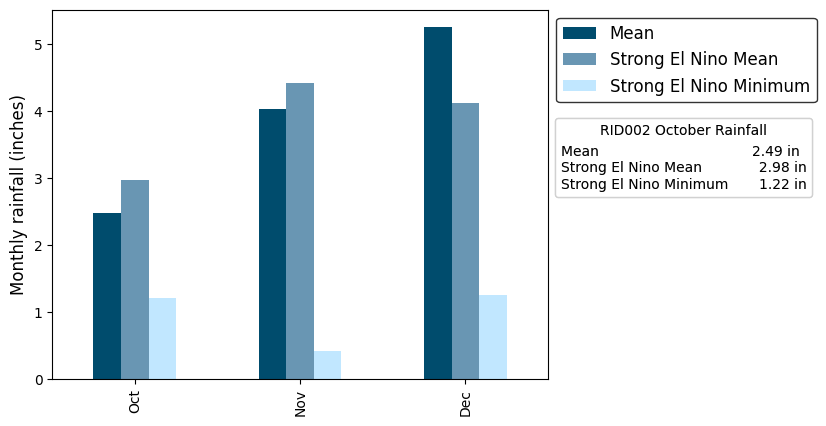 Mean
Strong El Nino Mean
Strong El Nino Minimum
RID002 October Rainfall
Mean 2.49 in
Strong El Nino Mean 2.98 in
Strong El Nino Minimum 1.22 in
Monthly rainfall (inches)
5
4
3
2
1
0
Oct
Nov
Dec